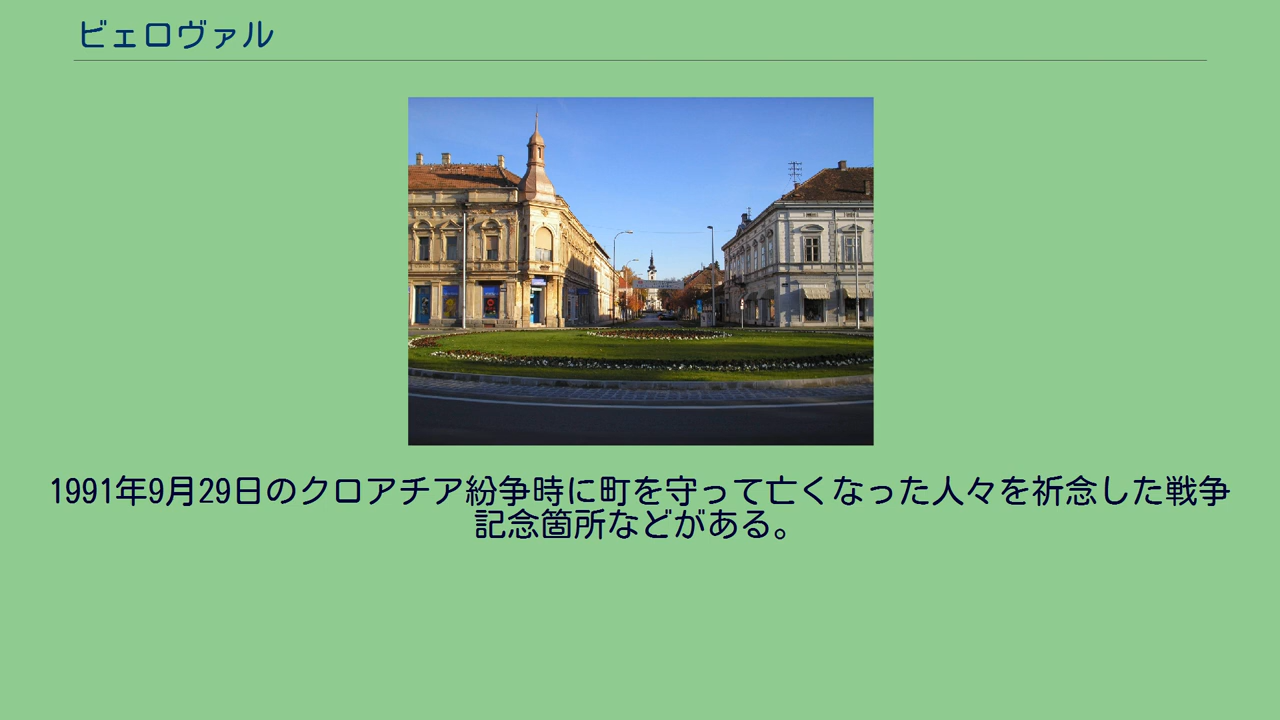 ビェロヴァル
1991年9月29日のクロアチア紛争時に町を守って亡くなった人々を祈念した戦争
記念箇所などがある。